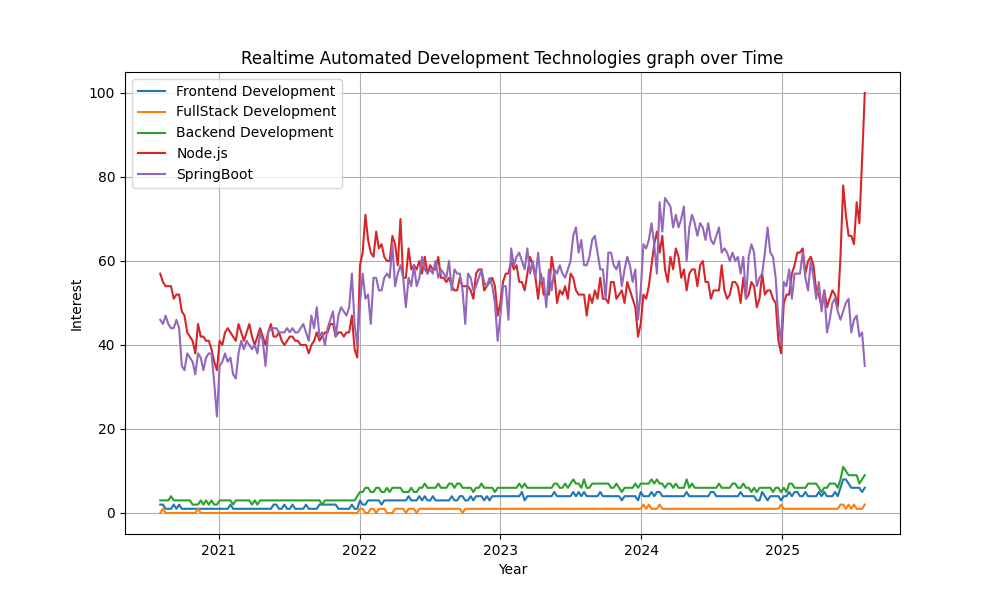 Realtime Automated Development Technologies graph over Time
Frontend Development
FullStack Development
Backend Development
Node.js
SpringBoot
100
80
60
40
20
0
Interest
2021 2022 2023 2024 2025
Year